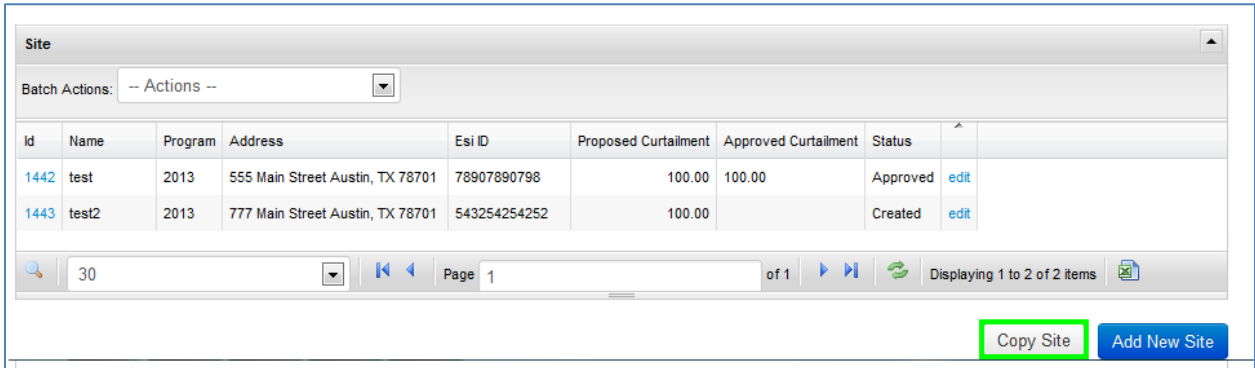 Site
Batch Actions: -- Actions --
Id Name Program Address Esi ID Proposed Curtailment Approved Curtailment Status
1442 test 2013 555 Main Street Austin, TX 78701 78907890798 100.00 100.00 Approved edit
1443 test2 2013 777 Main Street Austin, TX 78701 543254254252 100.00 Created edit
30 Page 1 of 1 Displaying 1 to 2 of 2 items
Copy Site Add New Site